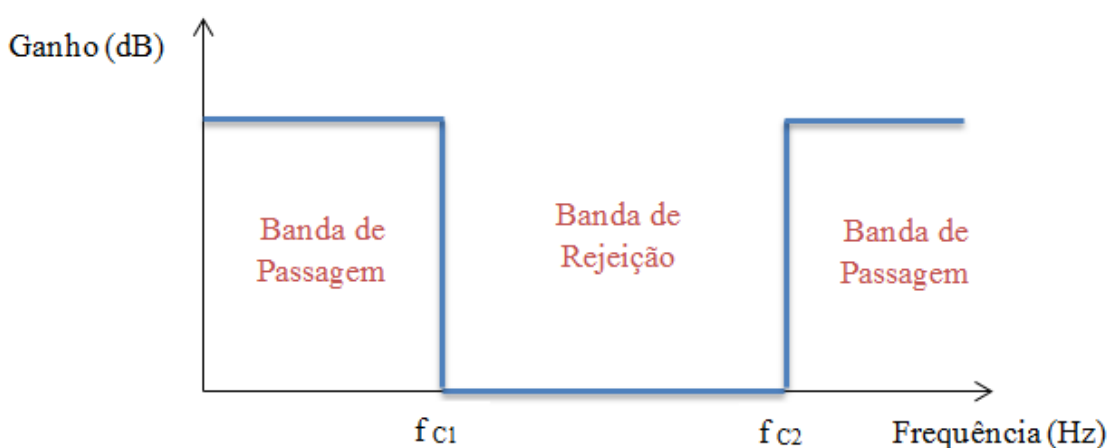 Ganho (dB)
Banda de
Passagem
Banda de
Rejeição
Banda de
Passagem
f C1
f C2
Frequência (Hz)